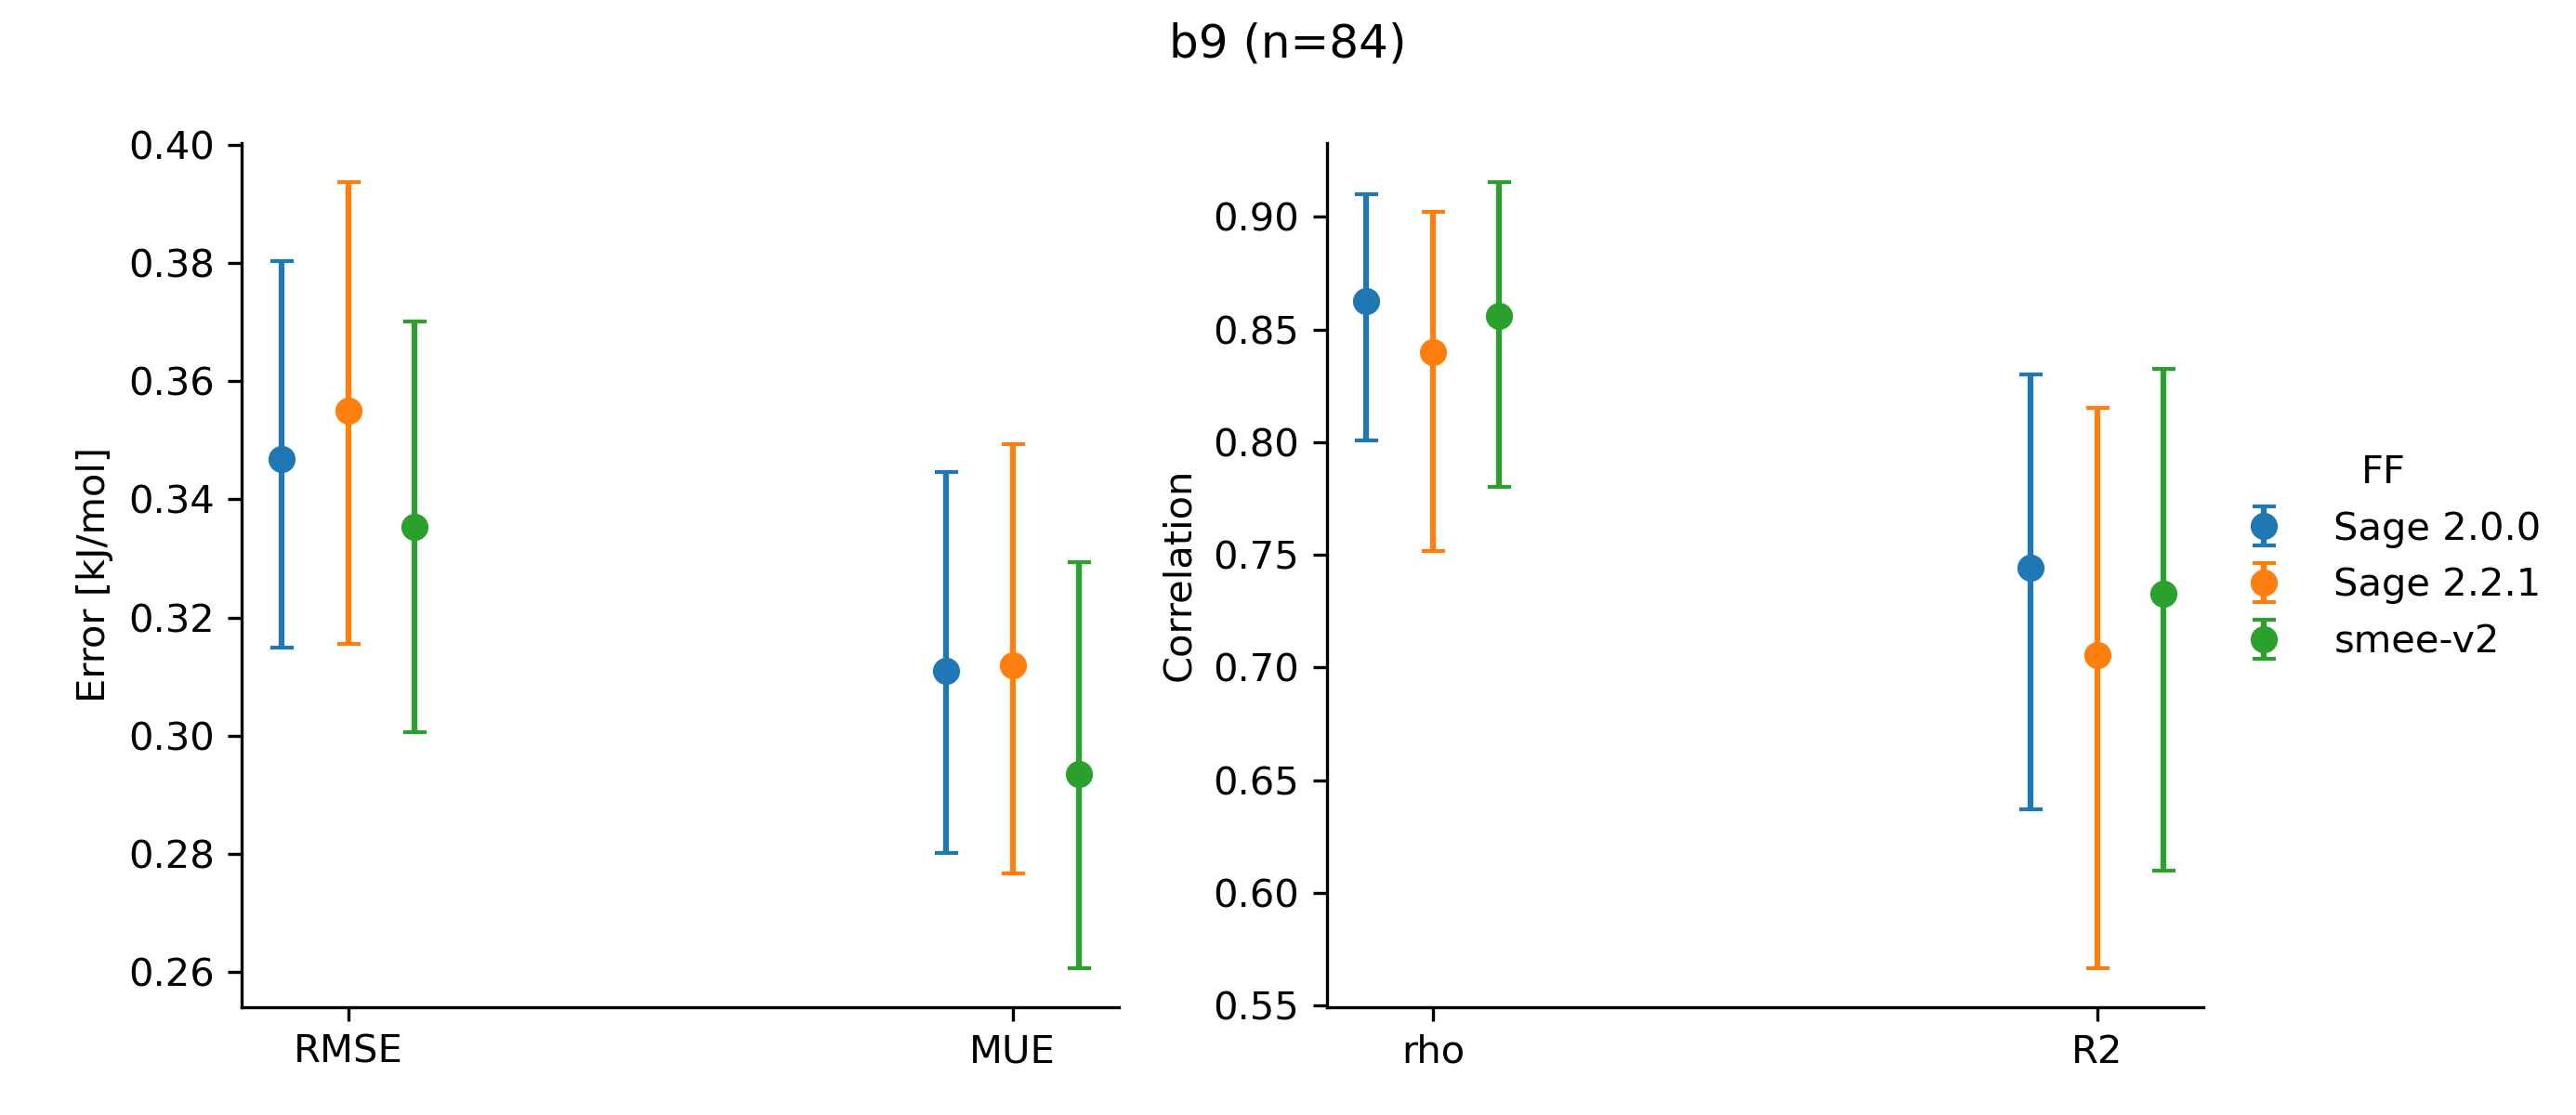 b9 (n=84)
Error [kJ/mol]
0.40
0.38
0.36
0.34
0.32
0.30
0.28
0.26
RMSE
MUE
Correlation
0.90
0.85
0.80
0.75
0.70
0.65
0.60
0.55
rho
R2
FF
Sage 2.0.0
Sage 2.2.1
smee-v2